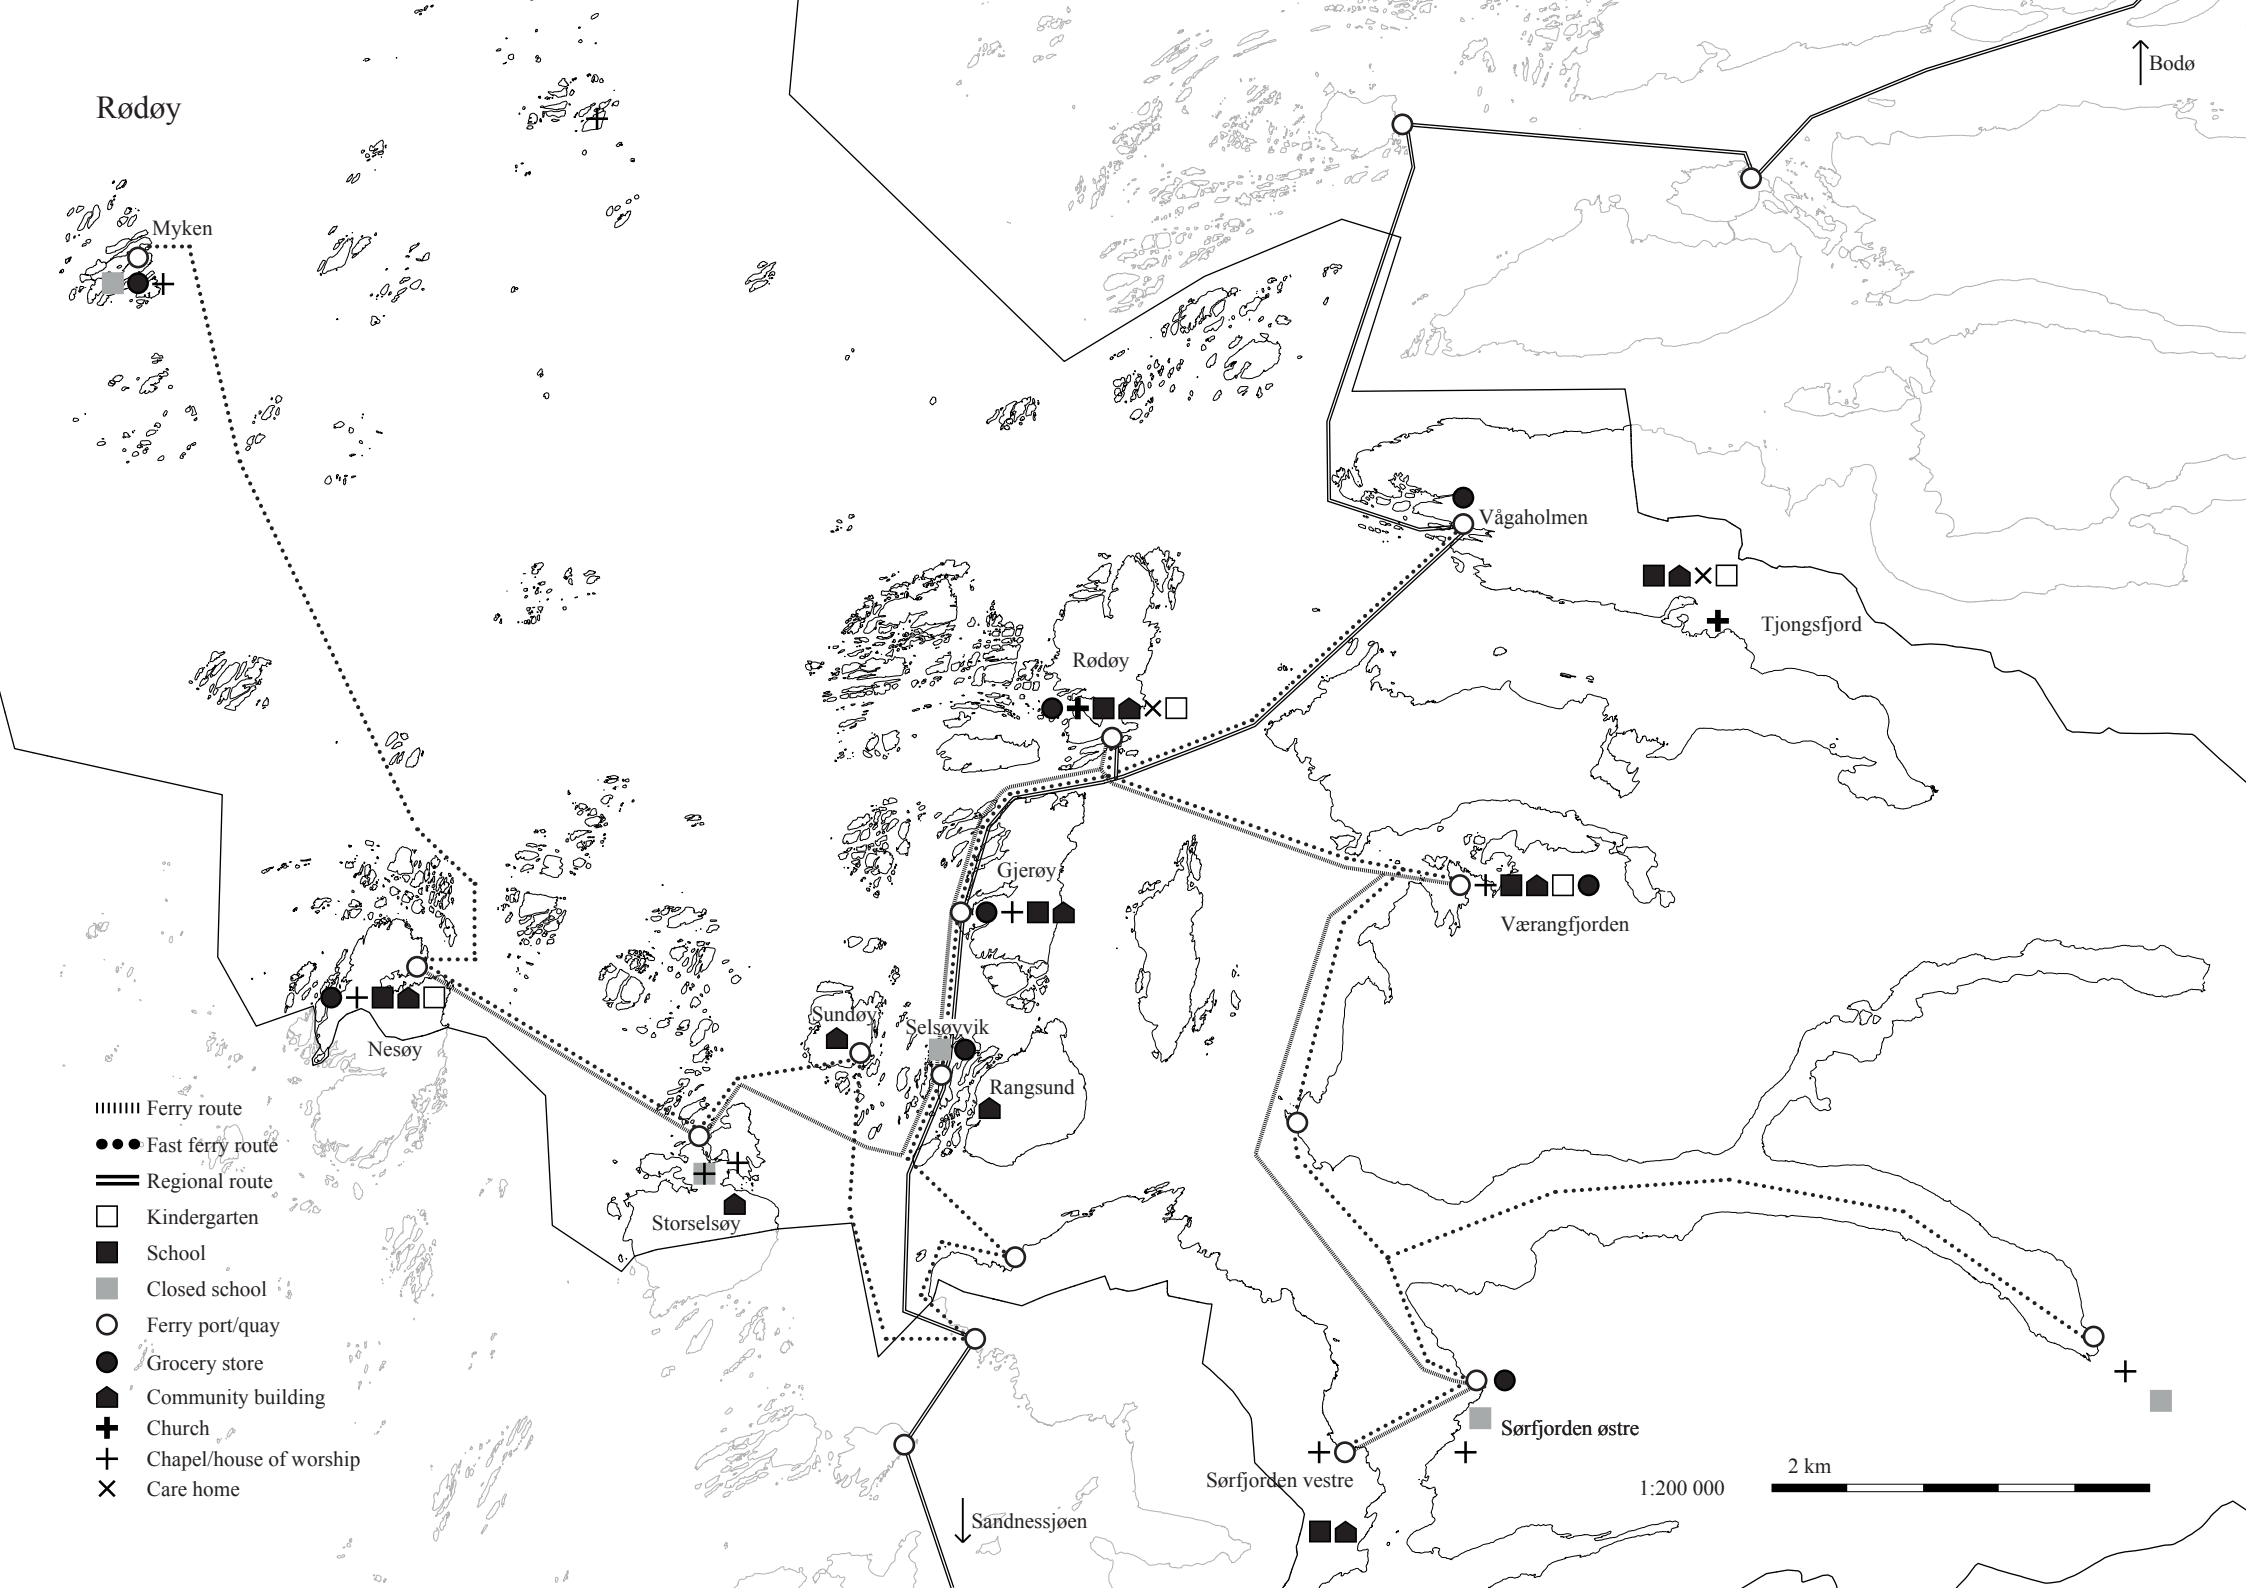 Bodø
Rødøy
Myken
Vågaholmen
Tjongsfjord
Rødøy
Gjerøy
Værangfjorden
Sundøy
Selsøyvik
Nesøy
Rangsund
Storselsøy
Ferry route
Fast ferry route
Regional route
Kindergarten
School
Closed school
Ferry port/quay
Grocery store
Community building
Church
Chapel/house of worship
Care home
Sørfjorden østre
Sørfjorden vestre
Sandnessjøen
2 km
1:200 000